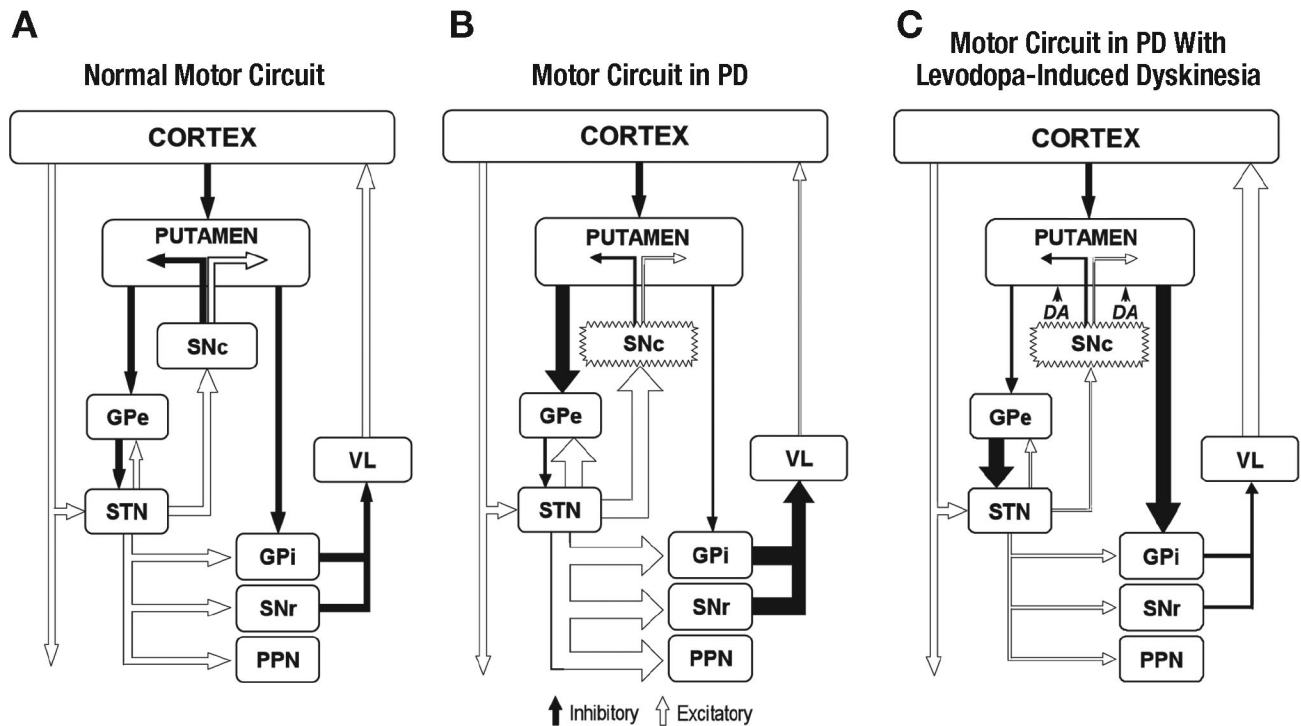 A
Normal Motor Circuit
CORTEX
PUTAMEN
SNc
GPe
VL
STN
GPi
SNr
PPN
B
Motor Circuit in PD
CORTEX
PUTAMEN
SNc
GPe
VL
STN
GPi
SNr
PPN
C
Motor Circuit in PD With
Levodopa-Induced Dyskinesia
CORTEX
PUTAMEN
DA DA
SNc
GPe
VL
STN
GPi
SNr
PPN
Inhibitory Excitatory